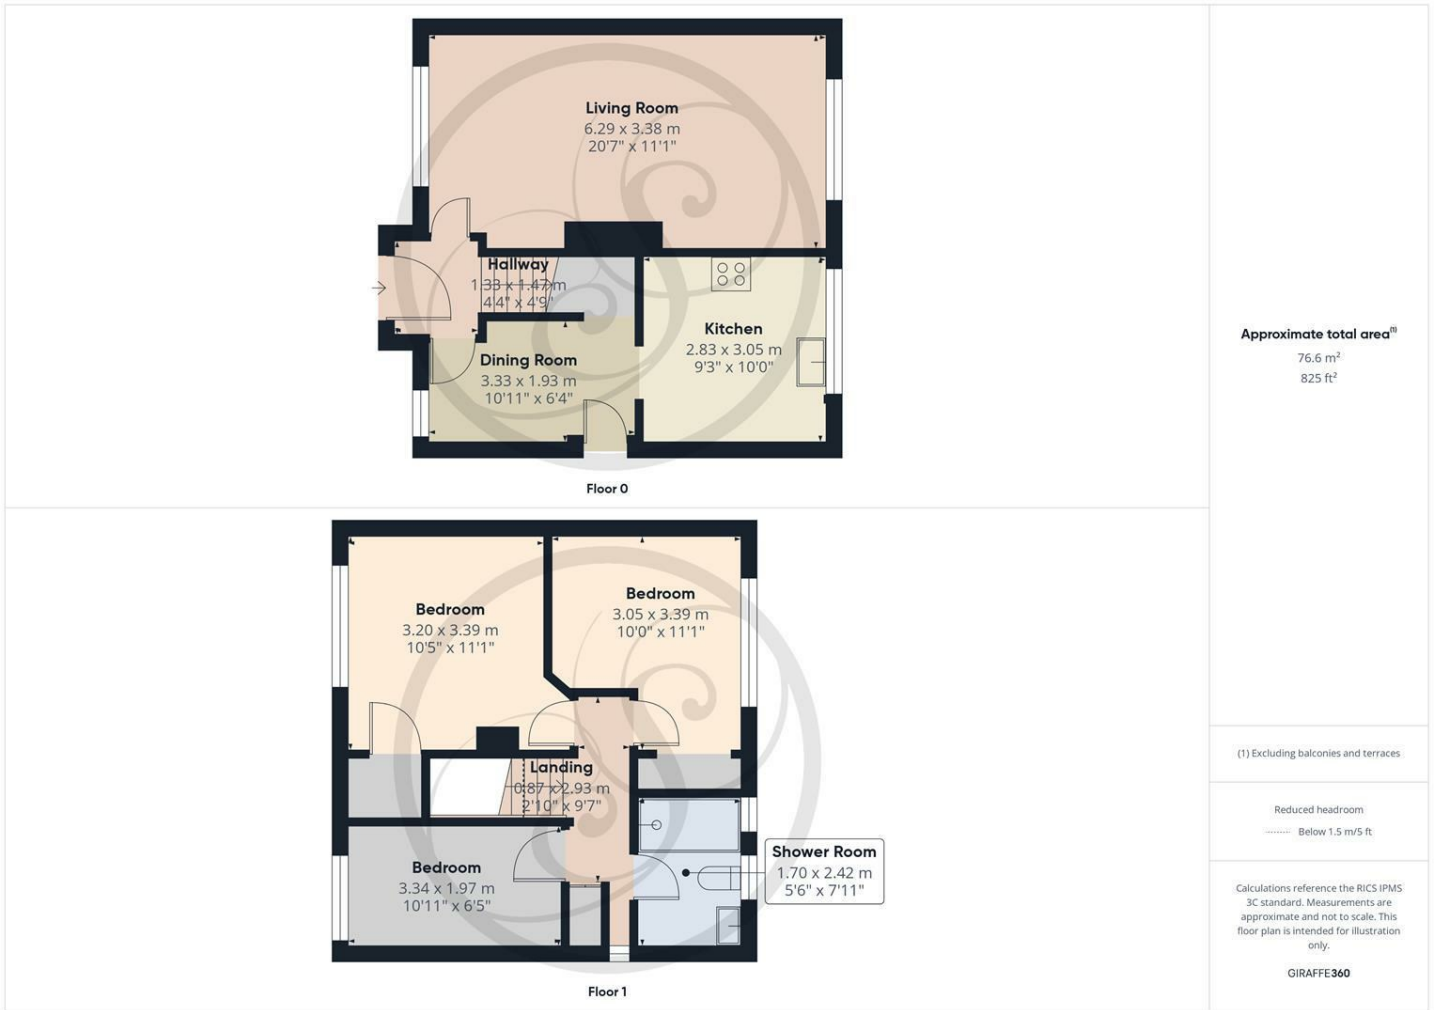 Living Room
6.29 x 3.38 m
20'7" x 11'1"
Hallway
1.33 x 1.47 m
4'4" x 4'9"
Kitchen
2.83 x 3.05 m
9'3" x 10'0"
Dining Room
3.33 x 1.93 m
10'11" x 6'4"
Floor 0
Bedroom
3.20 x 3.39 m
10'5" x 11'1"
Bedroom
3.05 x 3.39 m
10'0" x 11'1"
Landing
0.87 x 2.93 m
2'10" x 9'7"
Bedroom
3.34 x 1.97 m
10'11" x 6'5"
Shower Room
1.70 x 2.42 m
5'6" x 7'11"
Floor 1
Approximate total area(1)
76.6 m²
825 ft²
(1) Excluding balconies and terraces
Reduced headroom
Below 1.5 m/5 ft
Calculations reference the RICS IPMS
3C standard. Measurements are
approximate and not to scale. This
floor plan is intended for illustration
only.
GIRAFFE360